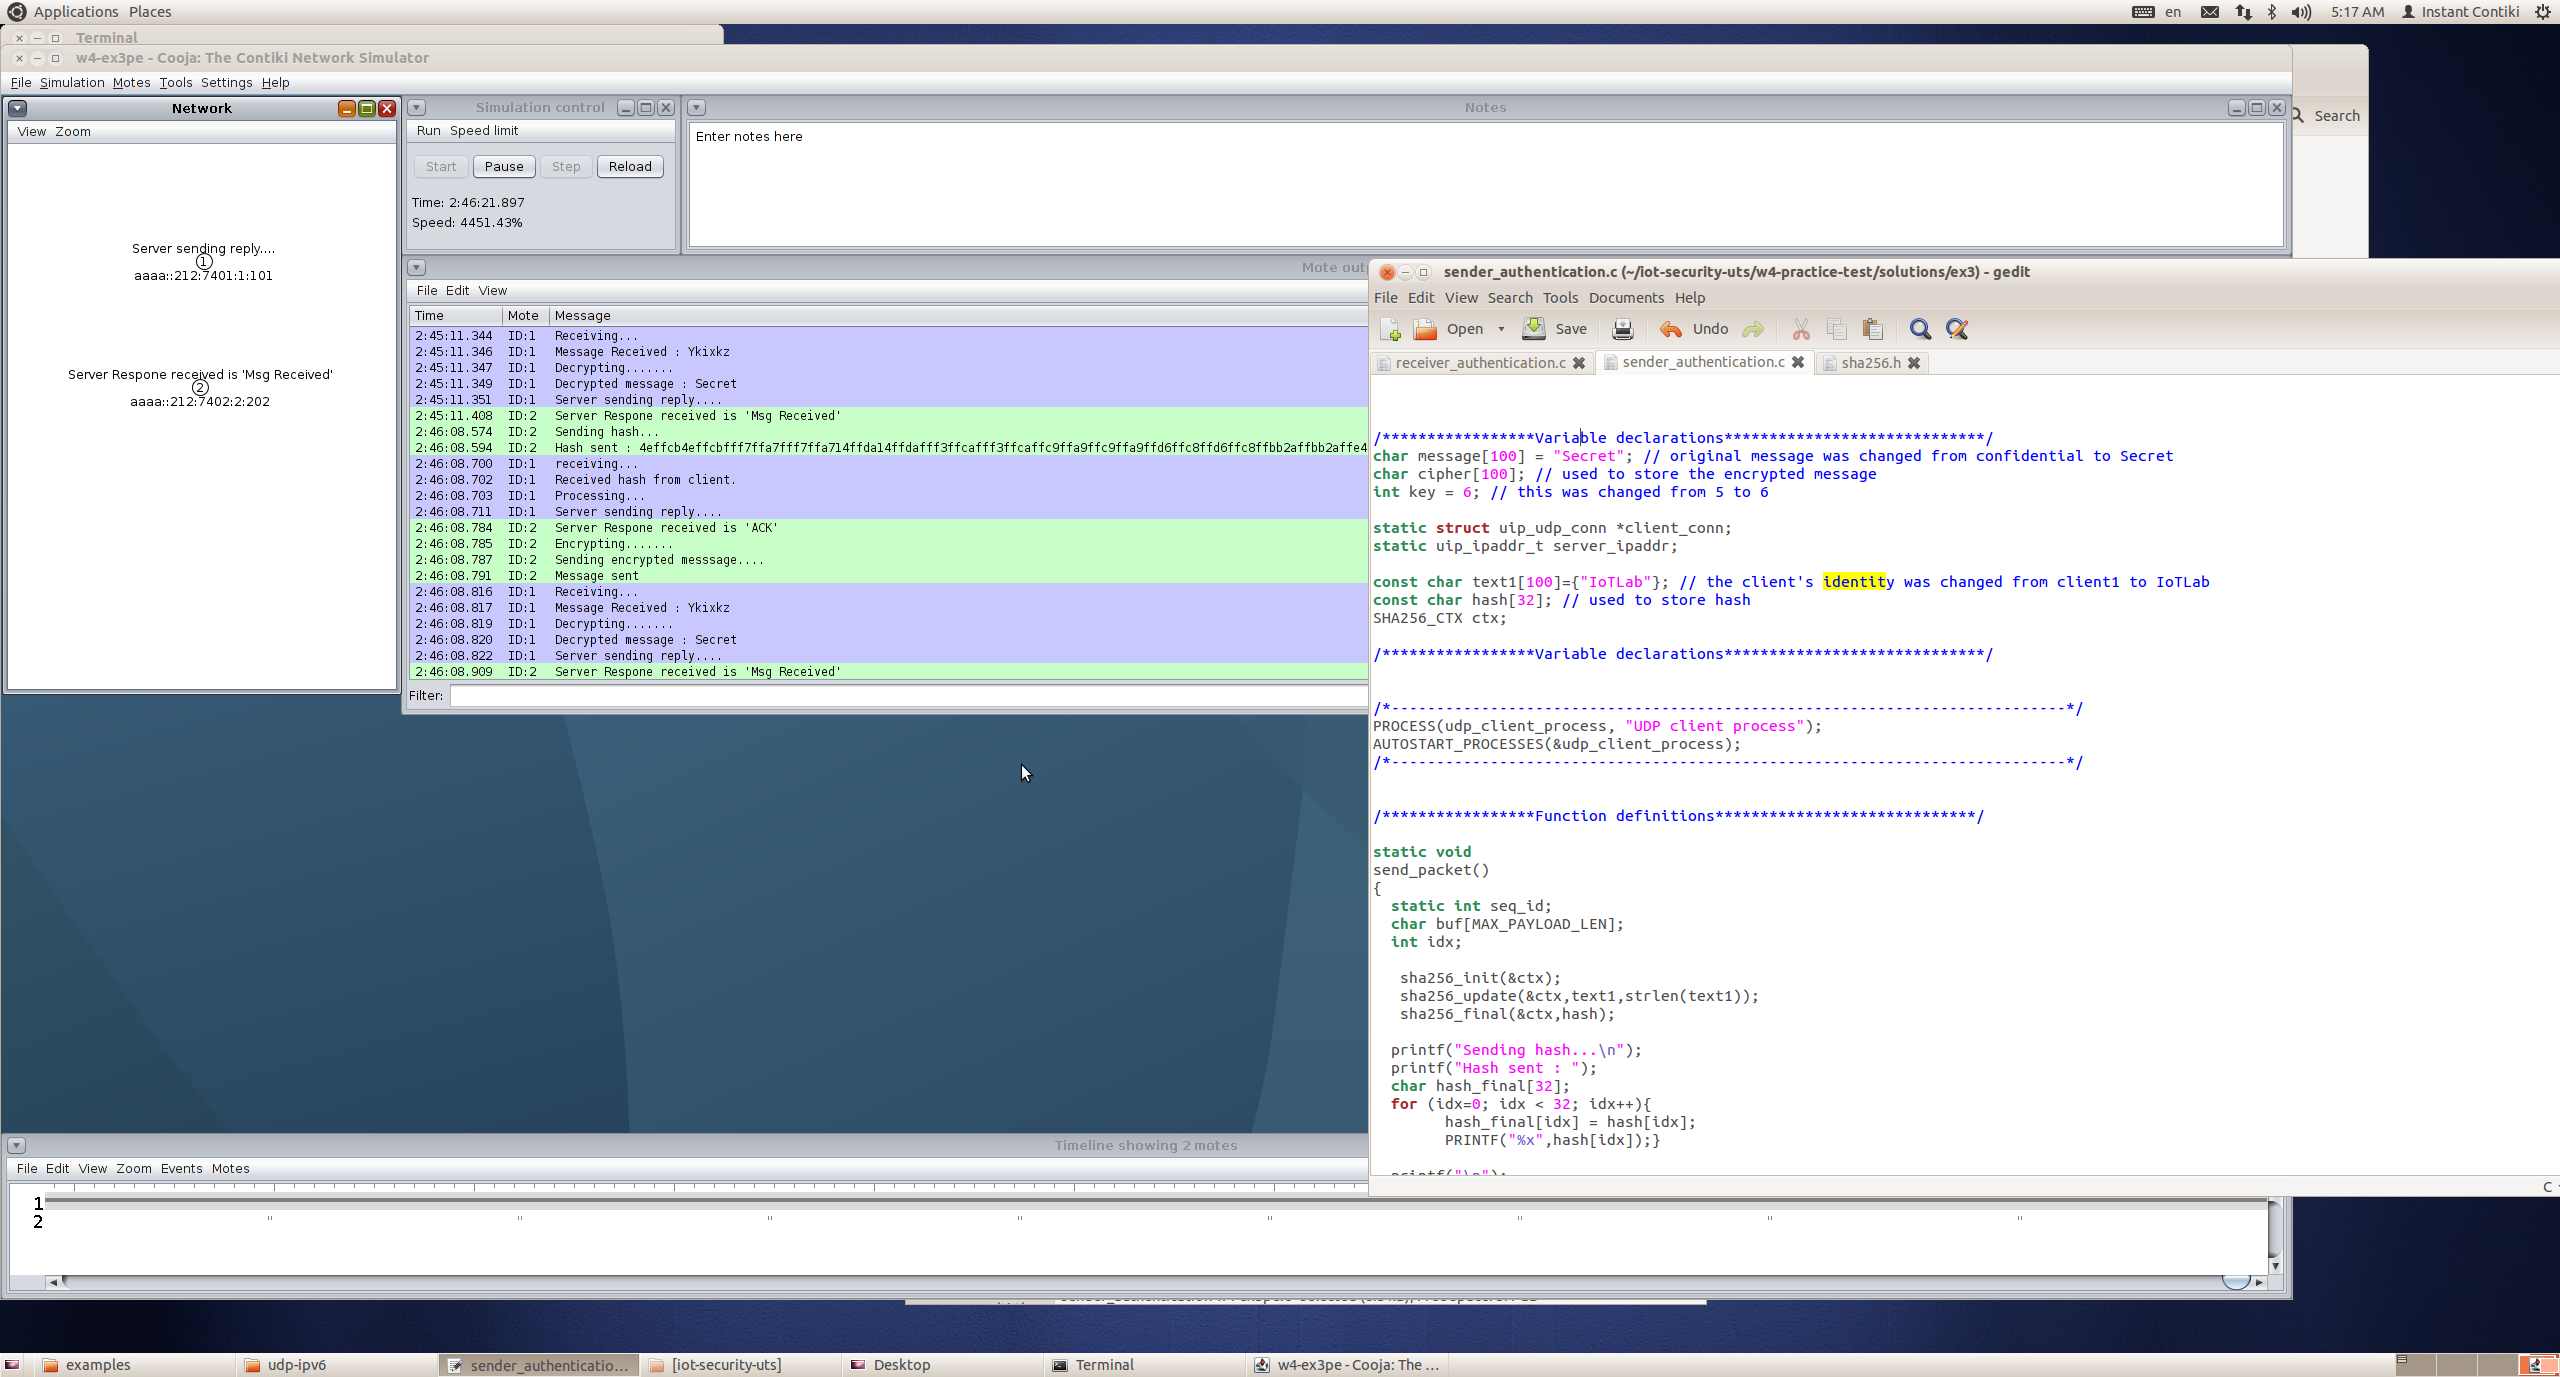 Applications Places
en 5:17 AM Instant Contiki
Terminal
w4-ex3pe - Cooja: The Contiki Network Simulator
File Simulation Motes Tools Settings Help
Network
View Zoom
Server sending reply....
1
aaaa::212:7401:1:101
Server Respone received is 'Msg Received'
2
aaaa::212:7402:2:202
Simulation control
Run Speed limit
Start Pause Step Reload
Time: 2:46:21.897
Speed: 4451.43%
Notes
Enter notes here
Search
Mote out
File Edit View
Time Mote Message
2:45:11.344 ID:1 Receiving...
2:45:11.346 ID:1 Message Received : Ykixkz
2:45:11.347 ID:1 Decrypting.......
2:45:11.349 ID:1 Decrypted message : Secret
2:45:11.351 ID:1 Server sending reply....
2:45:11.408 ID:2 Server Respone received is 'Msg Received'
2:46:08.574 ID:2 Sending hash...
2:46:08.594 ID:2 Hash sent : 4effcb4effcbfff7ffa7fff7ffa714ffda14ffdafff3ffcafff3ffcaffc9ffa9ffc9ffa9ffd6ffc8ffd6ffc8ffbb2affbb2affe4
2:46:08.700 ID:1 receiving...
2:46:08.702 ID:1 Received hash from client.
2:46:08.703 ID:1 Processing...
2:46:08.711 ID:1 Server sending reply....
2:46:08.784 ID:2 Server Respone received is 'ACK'
2:46:08.785 ID:2 Encrypting.......
2:46:08.787 ID:2 Sending encrypted messsage....
2:46:08.791 ID:2 Message sent
2:46:08.816 ID:1 Receiving...
2:46:08.817 ID:1 Message Received : Ykixkz
2:46:08.819 ID:1 Decrypting.......
2:46:08.820 ID:1 Decrypted message : Secret
2:46:08.822 ID:1 Server sending reply....
2:46:08.909 ID:2 Server Respone received is 'Msg Received'
Filter:
sender_authentication.c (~/iot-security-uts/w4-practice-test/solutions/ex3) - gedit
File Edit View Search Tools Documents Help
Open Save Undo
receiver_authentication.c sender_authentication.c sha256.h
/*****************Variable declarations*****************************/
char message[100] = "Secret"; // original message was changed from confidential to Secret
char cipher[100]; // used to store the encrypted message
int key = 6; // this was changed from 5 to 6
static struct uip_udp_conn *client_conn;
static uip_ipaddr_t server_ipaddr;
const char text1[100]={"IoTLab"}; // the client's identity was changed from client1 to IoTLab
const char hash[32]; // used to store hash
SHA256_CTX ctx;
/*****************Variable declarations*****************************/
/*---------------------------------------------------------------------------*/
PROCESS(udp_client_process, "UDP client process");
AUTOSTART_PROCESSES(&udp_client_process);
/*---------------------------------------------------------------------------*/
/*****************Function definitions*****************************/
static void
send_packet()
{
static int seq_id;
char buf[MAX_PAYLOAD_LEN];
int idx;
sha256_init(&ctx);
sha256_update(&ctx,text1,strlen(text1));
sha256_final(&ctx,hash);
printf("Sending hash...\n");
printf("Hash sent : ");
char hash_final[32];
for (idx=0; idx < 32; idx++){
hash_final[idx] = hash[idx];
PRINTF("%x",hash[idx]);}
printf("\n");
C
Timeline showing 2 motes
File Edit View Zoom Events Motes
1
2
examples udp-ipv6 sender_authenticatio... [iot-security-uts] Desktop Terminal w4-ex3pe - Cooja: The ...